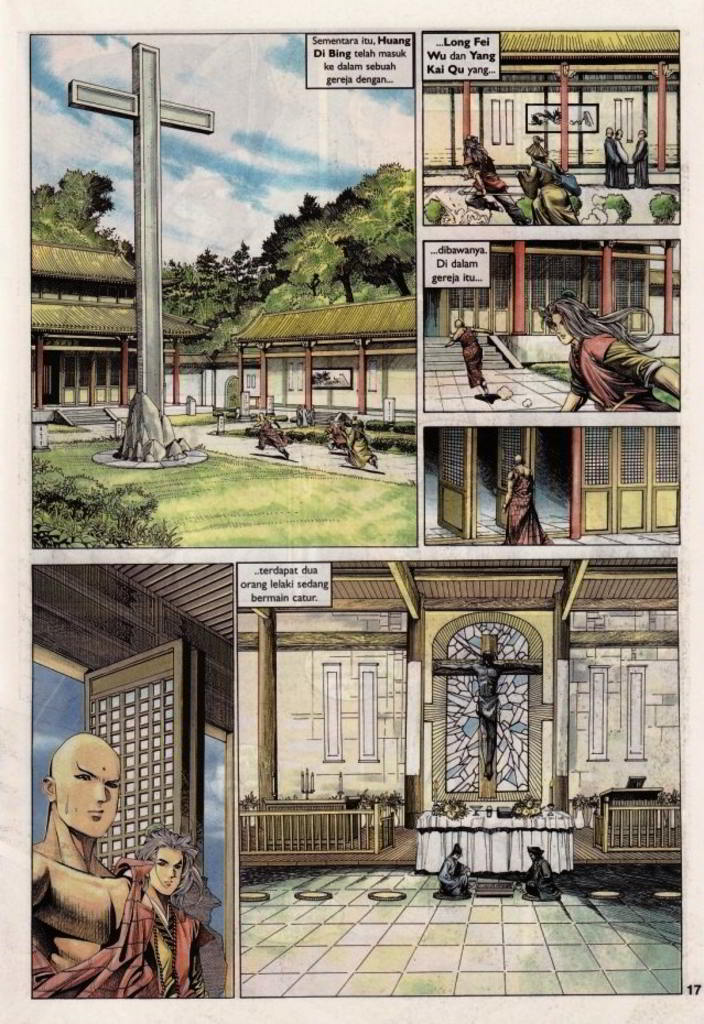 Sementara itu, Huang
Di Bing telah masuk
ke dalam sebuah
gereja dengan...
...Long Fei
Wu dan Yang
Kai Qu yang...
...dibawanya.
Di dalam
gereja itu...
..terdapat dua
orang lelaki sedang
bermain catur.
17